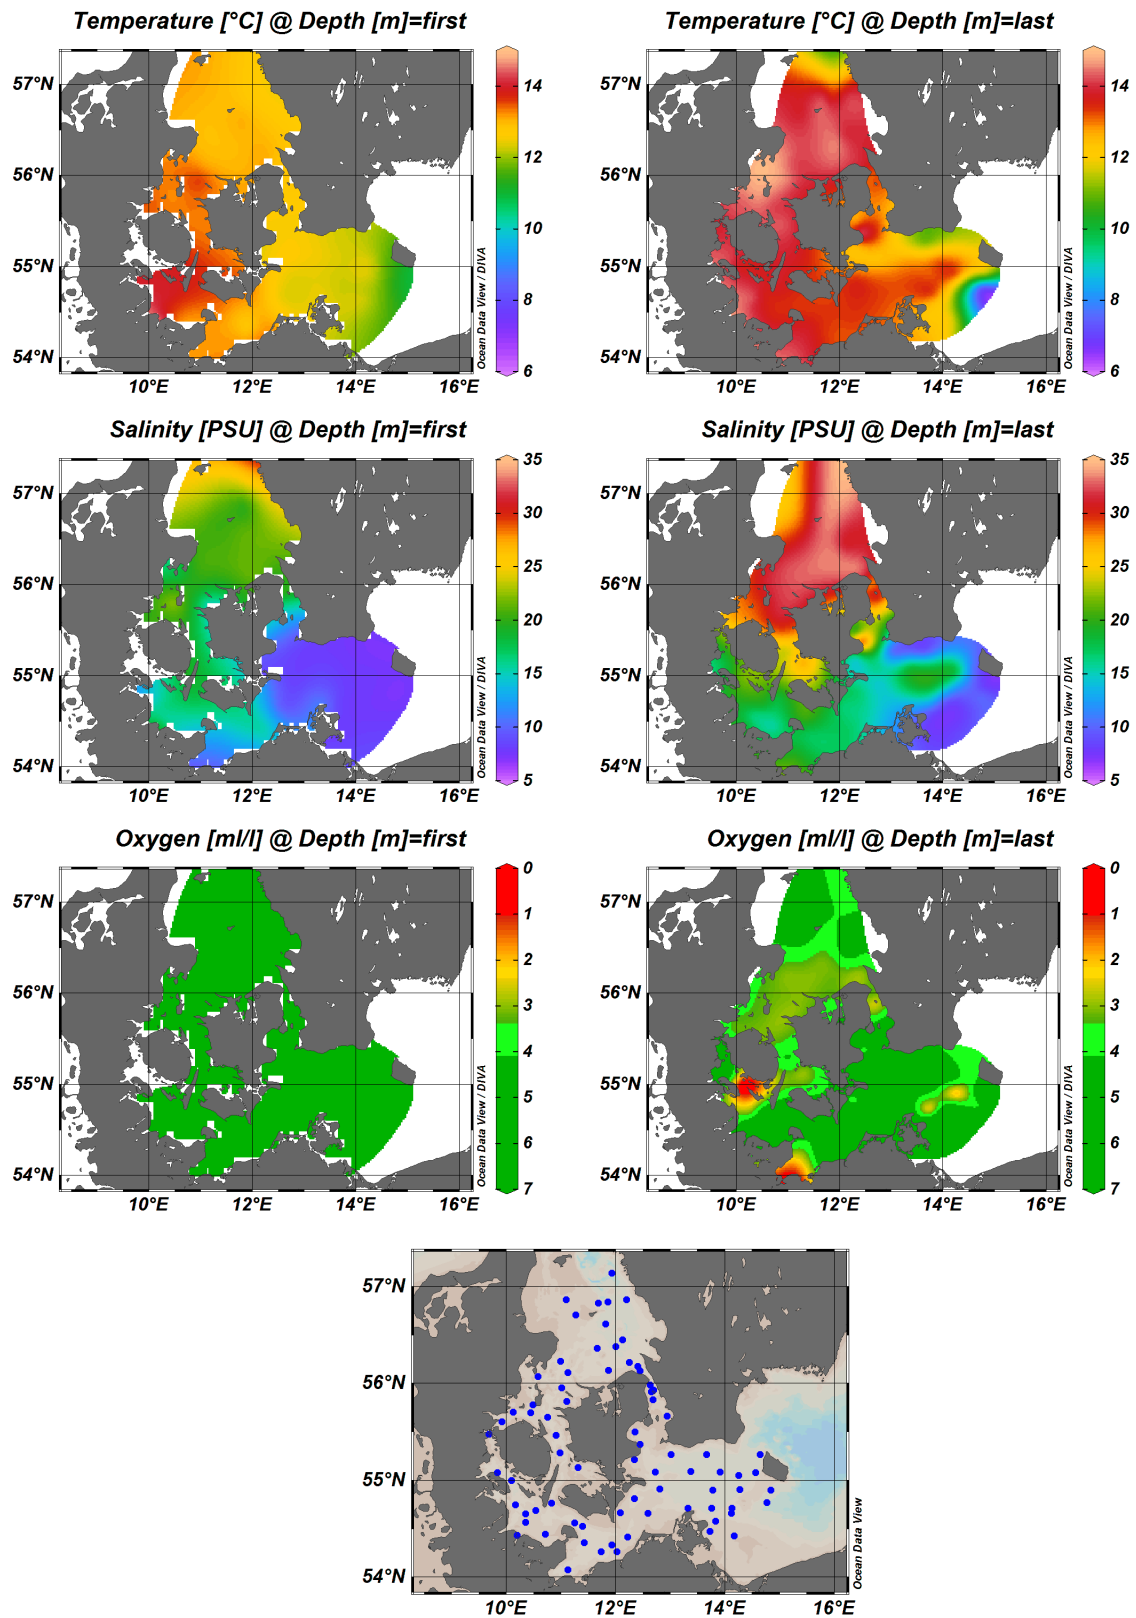 Temperature [°C] @ Depth [m]=first
Temperature [°C] @ Depth [m]=last
57°N
56°N
55°N
54°N
10°E 12°E 14°E 16°E
14
12
10
8
6
Ocean Data View / DIVA
57°N
56°N
55°N
54°N
10°E 12°E 14°E 16°E
14
12
10
8
6
Ocean Data View / DIVA
Salinity [PSU] @ Depth [m]=first
Salinity [PSU] @ Depth [m]=last
57°N
56°N
55°N
54°N
10°E 12°E 14°E 16°E
35
30
25
20
15
10
5
Ocean Data View / DIVA
57°N
56°N
55°N
54°N
10°E 12°E 14°E 16°E
35
30
25
20
15
10
5
Ocean Data View / DIVA
Oxygen [ml/l] @ Depth [m]=first
Oxygen [ml/l] @ Depth [m]=last
57°N
56°N
55°N
54°N
10°E 12°E 14°E 16°E
0
1
2
3
4
5
6
7
Ocean Data View / DIVA
57°N
56°N
55°N
54°N
10°E 12°E 14°E 16°E
0
1
2
3
4
5
6
7
Ocean Data View / DIVA
57°N
56°N
55°N
54°N
10°E 12°E 14°E 16°E
Ocean Data View